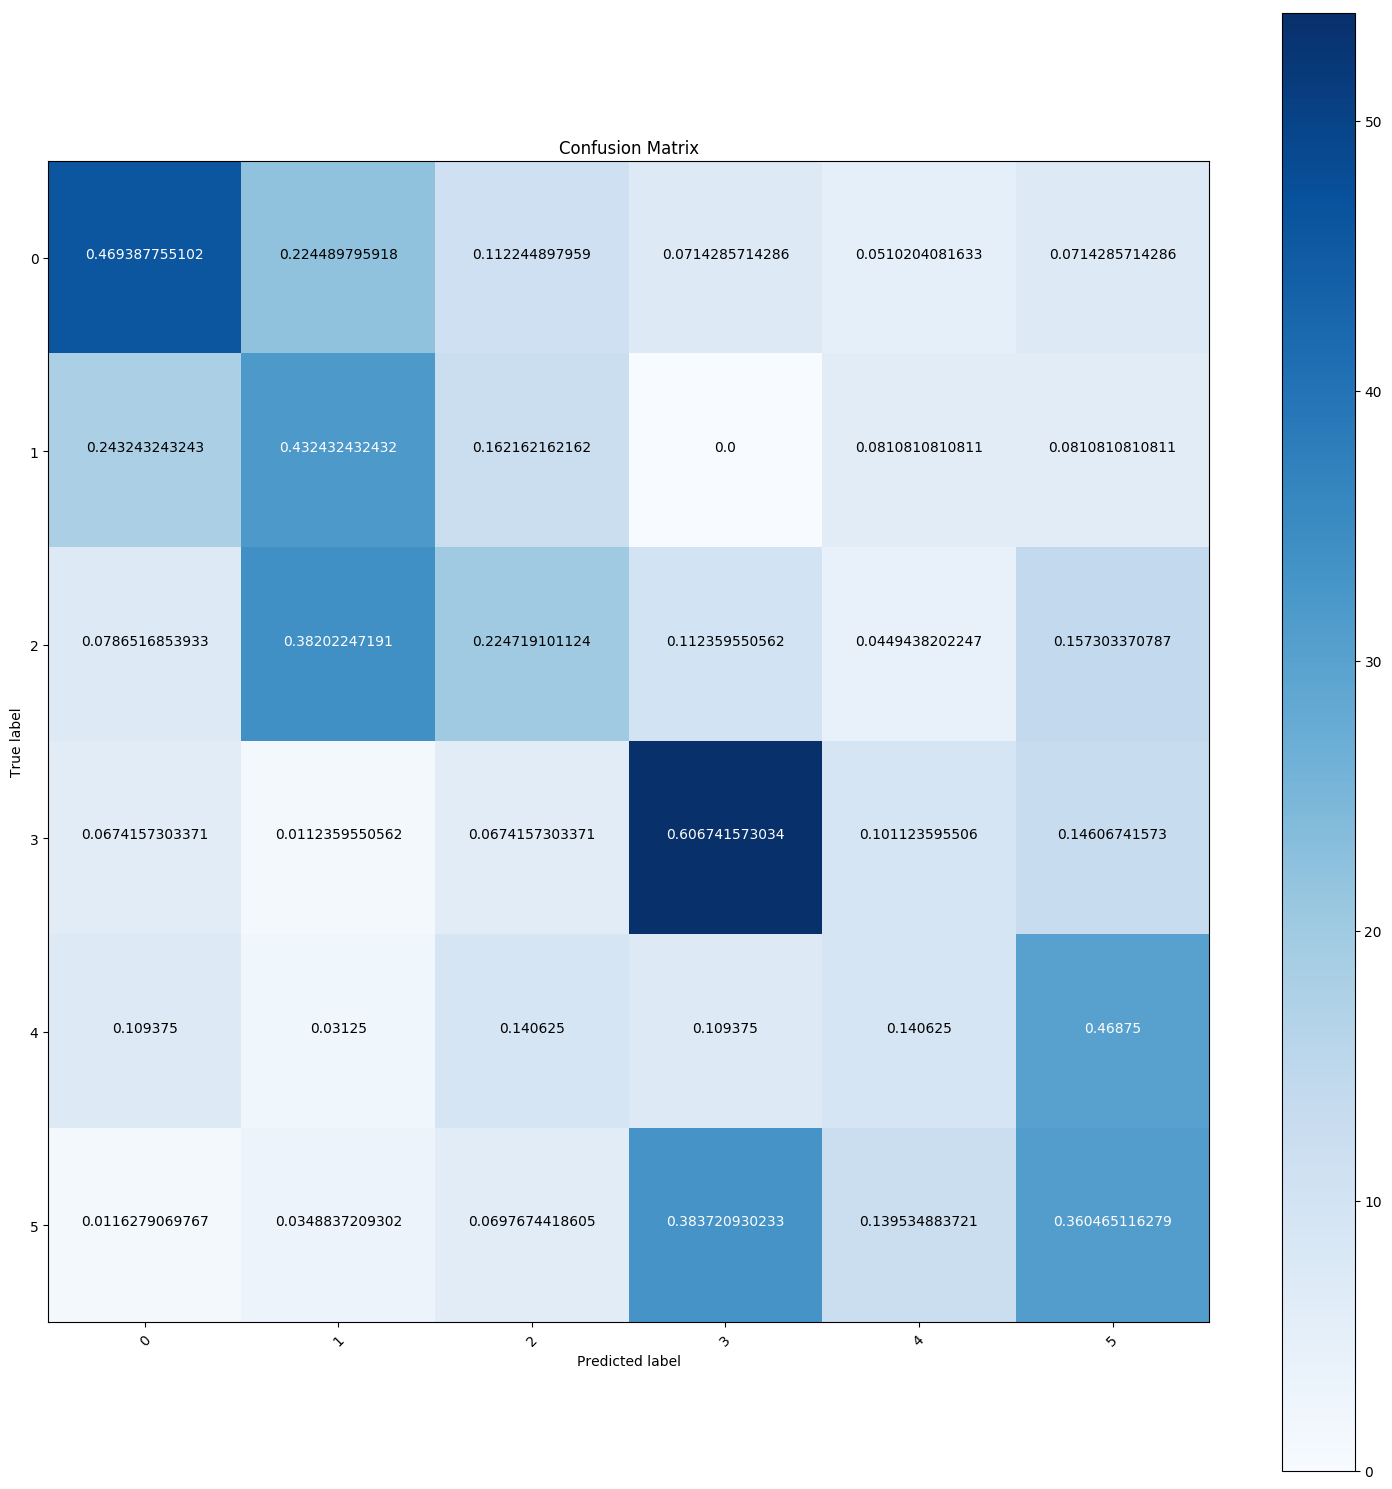 Confusion Matrix
0 0.469387755102 0.224489795918 0.112244897959 0.0714285714286 0.0510204081633 0.0714285714286
1 0.243243243243 0.432432432432 0.162162162162 0.0 0.0810810810811 0.0810810810811
2 0.0786516853933 0.38202247191 0.224719101124 0.112359550562 0.0449438202247 0.157303370787
3 0.0674157303371 0.0112359550562 0.0674157303371 0.606741573034 0.101123595506 0.14606741573
4 0.109375 0.03125 0.140625 0.109375 0.140625 0.46875
5 0.0116279069767 0.0348837209302 0.0697674418605 0.383720930233 0.139534883721 0.360465116279
True label
0 1 2 3 4 5
Predicted label
50
40
30
20
10
0